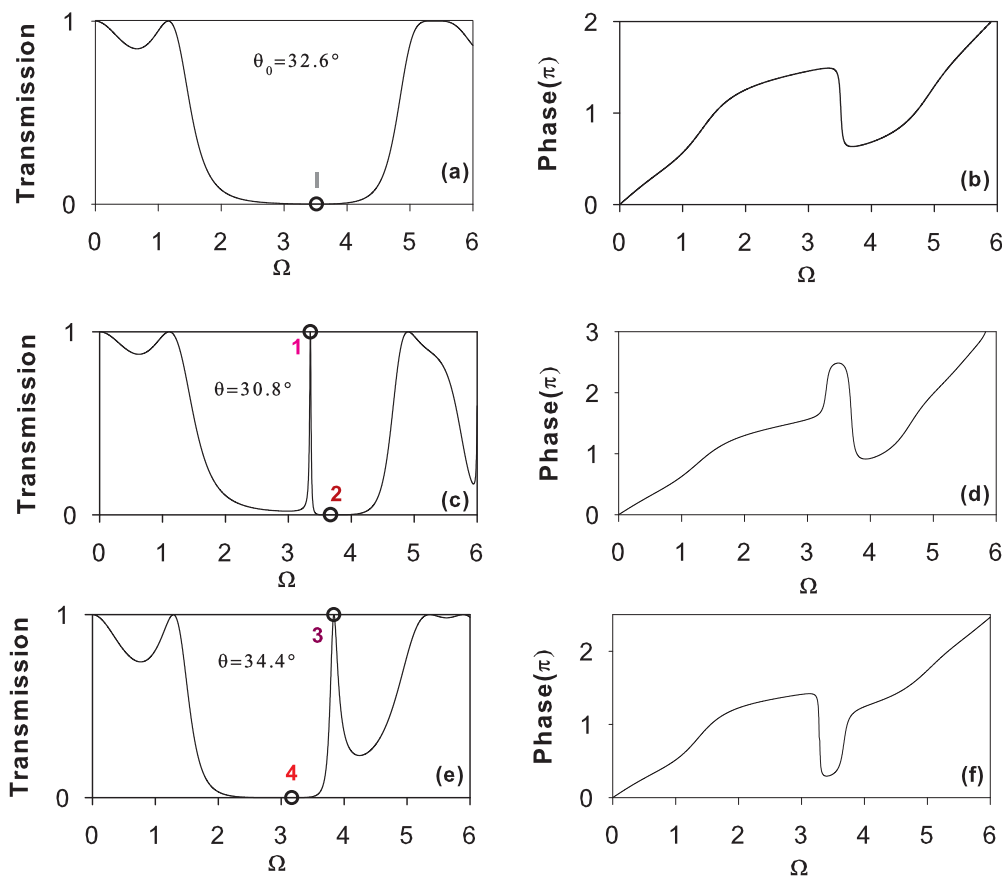 Transmission
1
0
θ0=32.6°
I
(a)
0 1 2 3 4 5 6
Ω
Phase(π)
2
1
0
(b)
0 1 2 3 4 5 6
Ω
Transmission
1
0
1
θ=30.8°
2
(c)
0 1 2 3 4 5 6
Ω
Phase(π)
3
2
1
0
(d)
0 1 2 3 4 5 6
Ω
Transmission
1
0
3
θ=34.4°
4
(e)
0 1 2 3 4 5 6
Ω
Phase(π)
2
1
0
(f)
0 1 2 3 4 5 6
Ω